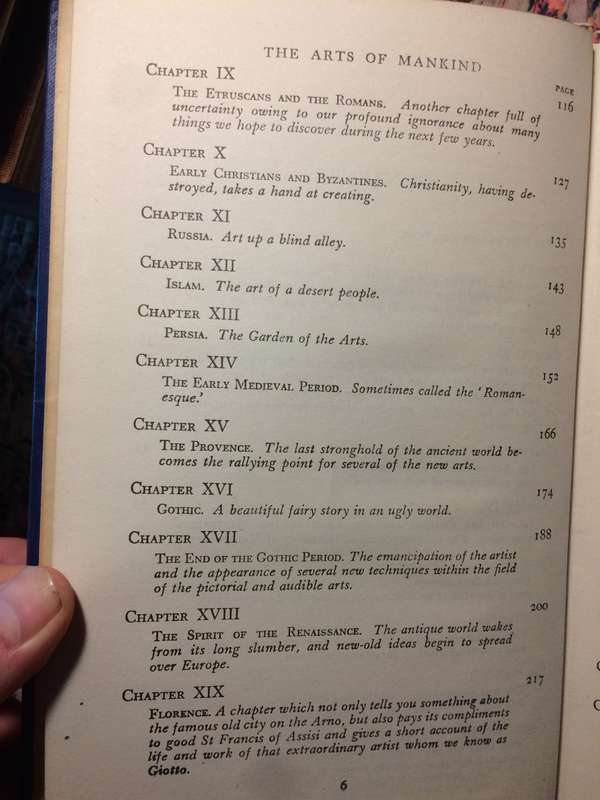 THE ARTS OF MANKIND
PAGE
CHAPTER IX
THE ETRUSCANS AND THE ROMANS. Another chapter full of 116
uncertainty owing to our profound ignorance about many
things we hope to discover during the next few years.
CHAPTER X
EARLY CHRISTIANS AND BYZANTINES. Christianity, having de- 127
stroyed, takes a hand at creating.
CHAPTER XI
RUSSIA. Art up a blind alley. 135
CHAPTER XII
ISLAM. The art of a desert people. 143
CHAPTER XIII
PERSIA. The Garden of the Arts. 148
CHAPTER XIV
THE EARLY MEDIEVAL PERIOD. Sometimes called the ‘Roman- 152
esque.’
CHAPTER XV
THE PROVENCE. The last stronghold of the ancient world be- 166
comes the rallying point for several of the new arts.
CHAPTER XVI
GOTHIC. A beautiful fairy story in an ugly world. 174
CHAPTER XVII
THE END OF THE GOTHIC PERIOD. The emancipation of the artist 188
and the appearance of several new techniques within the field
of the pictorial and audible arts.
CHAPTER XVIII
THE SPIRIT OF THE RENAISSANCE. The antique world wakes 200
from its long slumber, and new-old ideas begin to spread
over Europe.
CHAPTER XIX
FLORENCE. A chapter which not only tells you something about 217
the famous old city on the Arno, but also pays its compliments
to good St Francis of Assisi and gives a short account of the
life and work of that extraordinary artist whom we know as
Giotto.
6